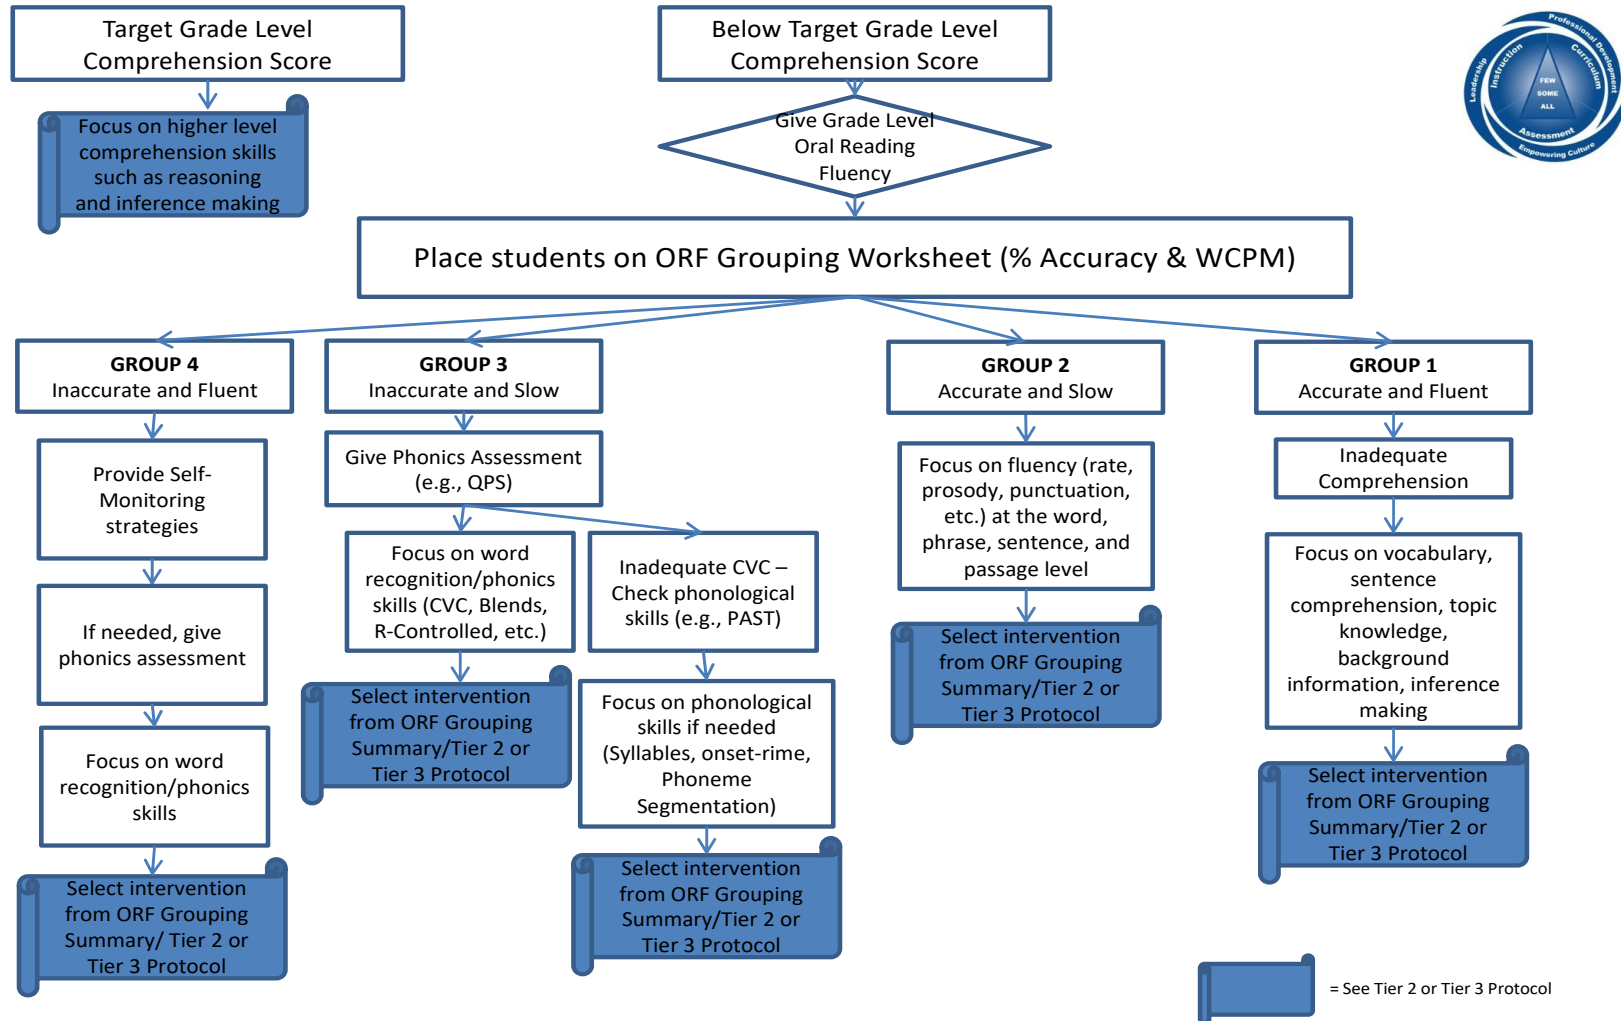 Target Grade Level
Comprehension Score
Below Target Grade Level
Comprehension Score
Professional Development
Leadership
Instruction
Curriculum
FEW
SOME
ALL
Assessment
Empowering Culture
Focus on higher level
comprehension skills
such as reasoning
and inference making
Give Grade Level
Oral Reading
Fluency
Place students on ORF Grouping Worksheet (% Accuracy & WCPM)
GROUP 4
Inaccurate and Fluent
Provide Self-
Monitoring
strategies
If needed, give
phonics assessment
Focus on word
recognition/phonics
skills
Select intervention
from ORF Grouping
Summary/ Tier 2 or
Tier 3 Protocol
GROUP 3
Inaccurate and Slow
Give Phonics Assessment
(e.g., QPS)
Focus on word
recognition/phonics
skills (CVC, Blends,
R-Controlled, etc.)
Select intervention
from ORF Grouping
Summary/Tier 2 or
Tier 3 Protocol
Inadequate CVC –
Check phonological
skills (e.g., PAST)
Focus on phonological
skills if needed
(Syllables, onset-rime,
Phoneme
Segmentation)
Select intervention
from ORF Grouping
Summary/Tier 2 or
Tier 3 Protocol
GROUP 2
Accurate and Slow
Focus on fluency (rate,
prosody, punctuation,
etc.) at the word,
phrase, sentence, and
passage level
Select intervention
from ORF Grouping
Summary/Tier 2 or
Tier 3 Protocol
GROUP 1
Accurate and Fluent
Inadequate
Comprehension
Focus on vocabulary,
sentence
comprehension, topic
knowledge,
background
information, inference
making
Select intervention
from ORF Grouping
Summary/Tier 2 or
Tier 3 Protocol
= See Tier 2 or Tier 3 Protocol